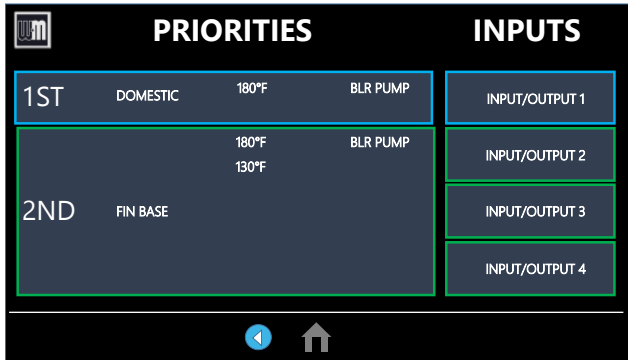 wm PRIORITIES INPUTS
1ST DOMESTIC 180°F BLR PUMP INPUT/OUTPUT 1
180°F BLR PUMP
130°F
INPUT/OUTPUT 2
2ND FIN BASE INPUT/OUTPUT 3
INPUT/OUTPUT 4